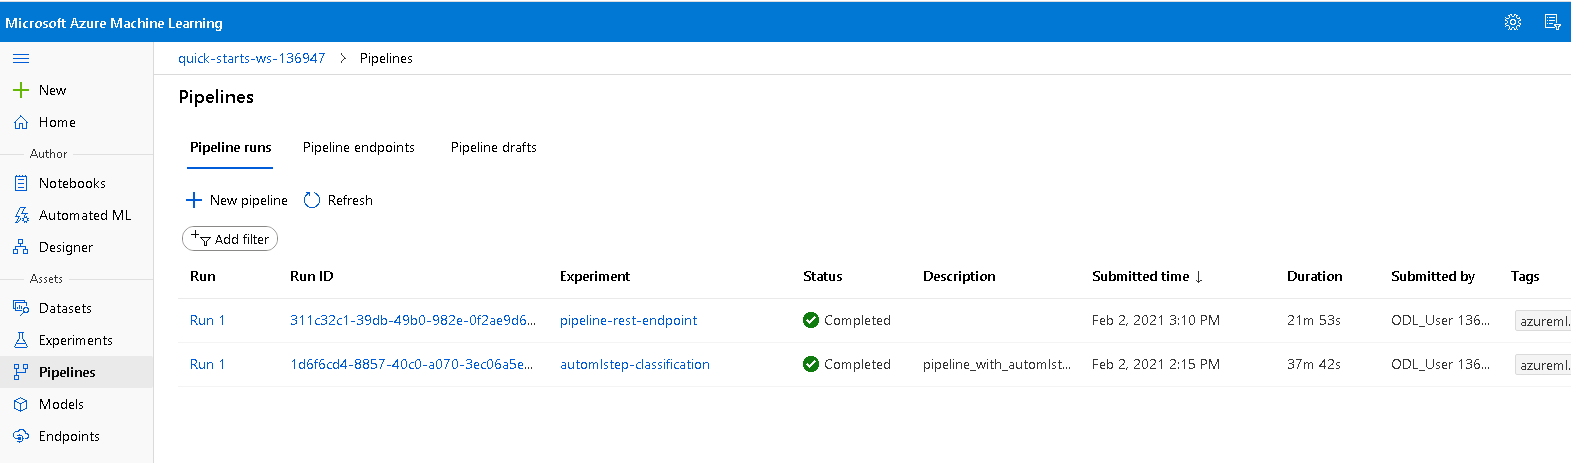 Microsoft Azure Machine Learning
quick-starts-ws-136947 > Pipelines
New
Home
Author
Notebooks
Automated ML
Designer
Assets
Datasets
Experiments
Pipelines
Models
Endpoints
Pipelines
Pipeline runs Pipeline endpoints Pipeline drafts
New pipeline Refresh
Add filter
Run Run ID Experiment Status Description Submitted time ↓ Duration Submitted by Tags
Run 1 311c32c1-39db-49b0-982e-0f2ae9d6... pipeline-rest-endpoint Completed Feb 2, 2021 3:10 PM 21m 53s ODL_User 136... azureml.
Run 1 1d6f6cd4-8857-40c0-a070-3ec06a5e... automlstep-classification Completed pipeline_with_automlst... Feb 2, 2021 2:15 PM 37m 42s ODL_User 136... azureml.